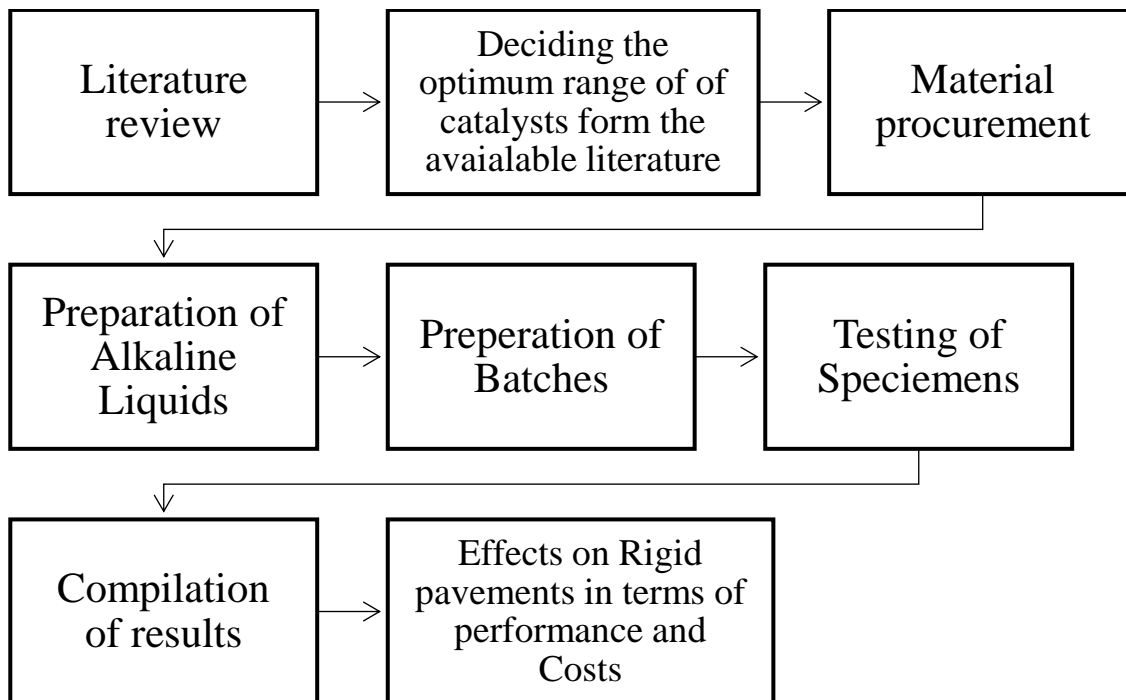 Literature
review
Deciding the
optimum range of of
catalysts form the
avaialable literature
Material
procurement
Preparation of
Alkaline
Liquids
Preperation of
Batches
Testing of
Speciemens
Compilation
of results
Effects on Rigid
pavements in terms of
performance and
Costs